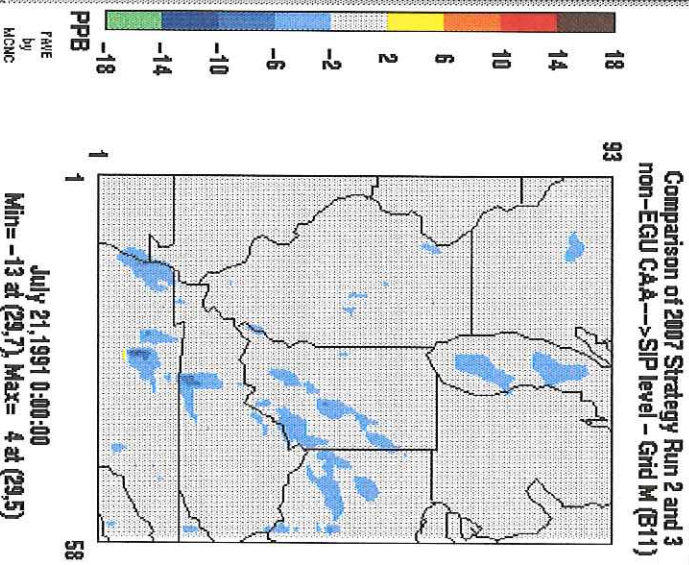 Comparison of 2007 Strategy Run 2 and 3
non-EGU CAA--->SIP level - Grid M (B11)
18
14
10
6
2
-2
-6
-10
-14
-18
PPB
PAVE
by
MCNC
93
1
1
58
July 21,1991 0:00:00
Min= -13 at (29,7), Max= 4 at (29,5)